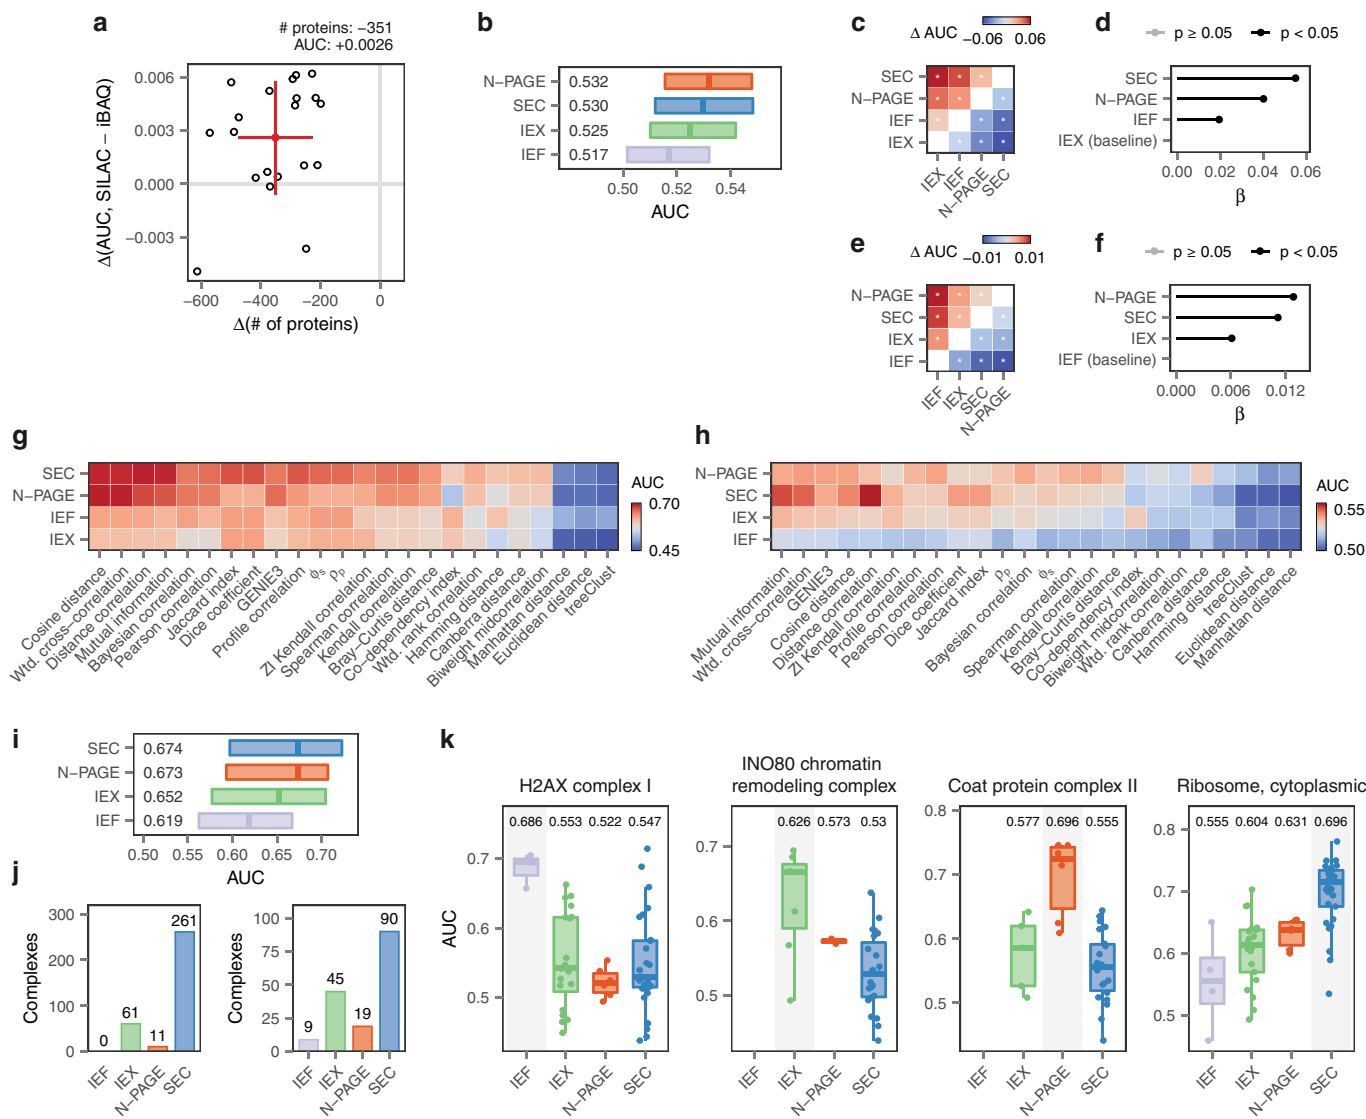 a
# proteins: −351
AUC: +0.0026
Δ(AUC, SILAC − iBAQ)
0.006
0.003
0.000
−0.003
−600
−400
−200
0
Δ(# of proteins)
b
N−PAGE
SEC
IEX
IEF
0.532
0.530
0.525
0.517
0.50
0.52
0.54
AUC
c
Δ AUC
−0.06
0.06
SEC
N−PAGE
IEF
IEX
IEX
IEF
N−PAGE
SEC
d
p ≥ 0.05
p < 0.05
SEC
N−PAGE
IEF
IEX (baseline)
0.00
0.02
0.04
0.06
β
e
Δ AUC
−0.01
0.01
N−PAGE
SEC
IEX
IEF
IEF
IEX
SEC
N−PAGE
f
p ≥ 0.05
p < 0.05
N−PAGE
SEC
IEX
IEF (baseline)
0.000
0.006
0.012
β
g
SEC
N−PAGE
IEF
IEX
AUC
0.70
0.45
Cosine distance
Wtd. cross−correlation
Distance correlation
Mutual information
Bayesian correlation
Pearson correlation
Jaccard index
Dice coefficient
GENIE3
Profile correlation
ϕs
ρp
ZI Kendall correlation
Spearman correlation
Kendall correlation
Bray−Curtis distance
Co−dependency index
Wtd. rank correlation
Hamming distance
Canberra distance
Biweight midcorrelation
Manhattan distance
Euclidean distance
treeClust
h
N−PAGE
SEC
IEX
IEF
AUC
0.55
0.50
Mutual information
Wtd. cross−correlation
GENIE3
Cosine distance
Distance correlation
ZI Kendall correlation
Profile correlation
Pearson correlation
Dice coefficient
Jaccard index
ρp
Bayesian correlation
ϕs
Spearman correlation
Kendall correlation
Bray−Curtis distance
Co−dependency index
Biweight midcorrelation
Wtd. rank correlation
Canberra distance
Hamming distance
treeClust
Euclidean distance
Manhattan distance
i
SEC
N−PAGE
IEX
IEF
0.674
0.673
0.652
0.619
0.50
0.55
0.60
0.65
0.70
AUC
j
Complexes
300
200
100
0
0
61
11
261
IEF
IEX
N−PAGE
SEC
Complexes
100
75
50
25
0
9
45
19
90
IEF
IEX
N−PAGE
SEC
k
AUC
H2AX complex I
0.686 0.553 0.522 0.547
0.7
0.6
0.5
IEF
IEX
N−PAGE
SEC
INO80 chromatin
remodeling complex
0.626 0.573 0.53
0.7
0.6
0.5
IEF
IEX
N−PAGE
SEC
Coat protein complex II
0.577 0.696 0.555
0.8
0.7
0.6
0.5
IEF
IEX
N−PAGE
SEC
Ribosome, cytoplasmic
0.555 0.604 0.631 0.696
0.8
0.7
0.6
0.5
IEF
IEX
N−PAGE
SEC